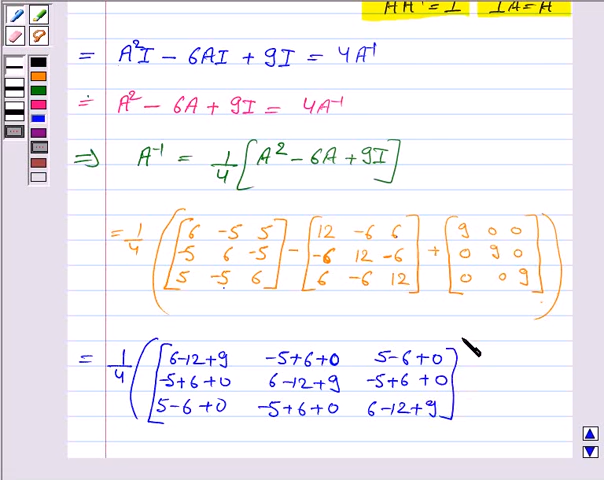 AA⁻¹ = I   IA = A
= A²I - 6AI + 9I = 4A⁻¹
= A² - 6A + 9I = 4A⁻¹
⇒ A⁻¹ = 1/4 [A² - 6A + 9I]
= 1/4 ( [6 -5 5 - [12 -6 6 + [9 0 0
-5 6 -5 -6 12 -6 0 9 0
5 -5 6] 6 -6 12] 0 0 9] )
= 1/4 ( [6-12+9 -5+6+0 5-6+0
-5+6+0 6-12+9 -5+6+0
5-6+0 -5+6+0 6-12+9]